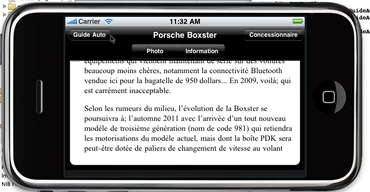 Carrier 11:32 AM
Guide Auto Porsche Boxster Concessionnaire
Photo Information
équipements qui viennent maintenant de série sur des voitures
beaucoup moins chères, notamment la connectivité Bluetooth
vendue ici pour la bagatelle de 950 dollars... En 2009, voilà; qui
est carrément inacceptable.
Selon les rumeurs du milieu, l'évolution de la Boxster se
poursuivra à; l'automne 2011 avec l'arrivée d'un tout nouveau
modèle de troisième génération (nom de code 981) qui retiendra
les motorisations du modèle actuel, mais dont la boîte PDK sera
peut-être dotée de paliers de changement de vitesse au volant
NIB F